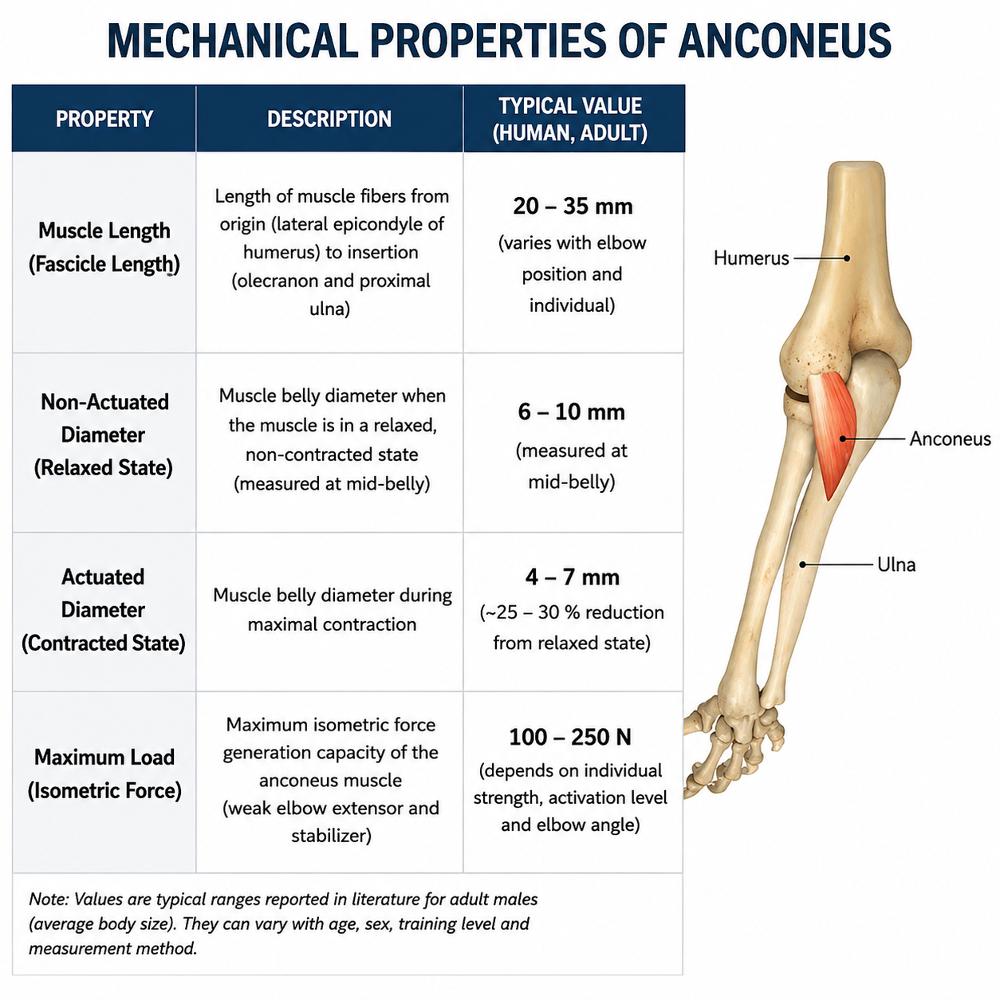 MECHANICAL PROPERTIES OF ANCONEUS
PROPERTY
DESCRIPTION
TYPICAL VALUE
(HUMAN, ADULT)
Muscle Length
(Fascicle Length)
Length of muscle fibers from
origin (lateral epicondyle of
humerus) to insertion
(olecranon and proximal
ulna)
20 – 35 mm
(varies with elbow
position and
individual)
Non-Actuated
Diameter
(Relaxed State)
Muscle belly diameter when
the muscle is in a relaxed,
non-contracted state
(measured at mid-belly)
6 – 10 mm
(measured at
mid-belly)
Actuated
Diameter
(Contracted State)
Muscle belly diameter during
maximal contraction
4 – 7 mm
(~25 – 30 % reduction
from relaxed state)
Maximum Load
(Isometric Force)
Maximum isometric force
generation capacity of the
anconeus muscle
(weak elbow extensor and
stabilizer)
100 – 250 N
(depends on individual
strength, activation level
and elbow angle)
Note: Values are typical ranges reported in literature for adult males
(average body size). They can vary with age, sex, training level and
measurement method.
Humerus
Anconeus
Ulna